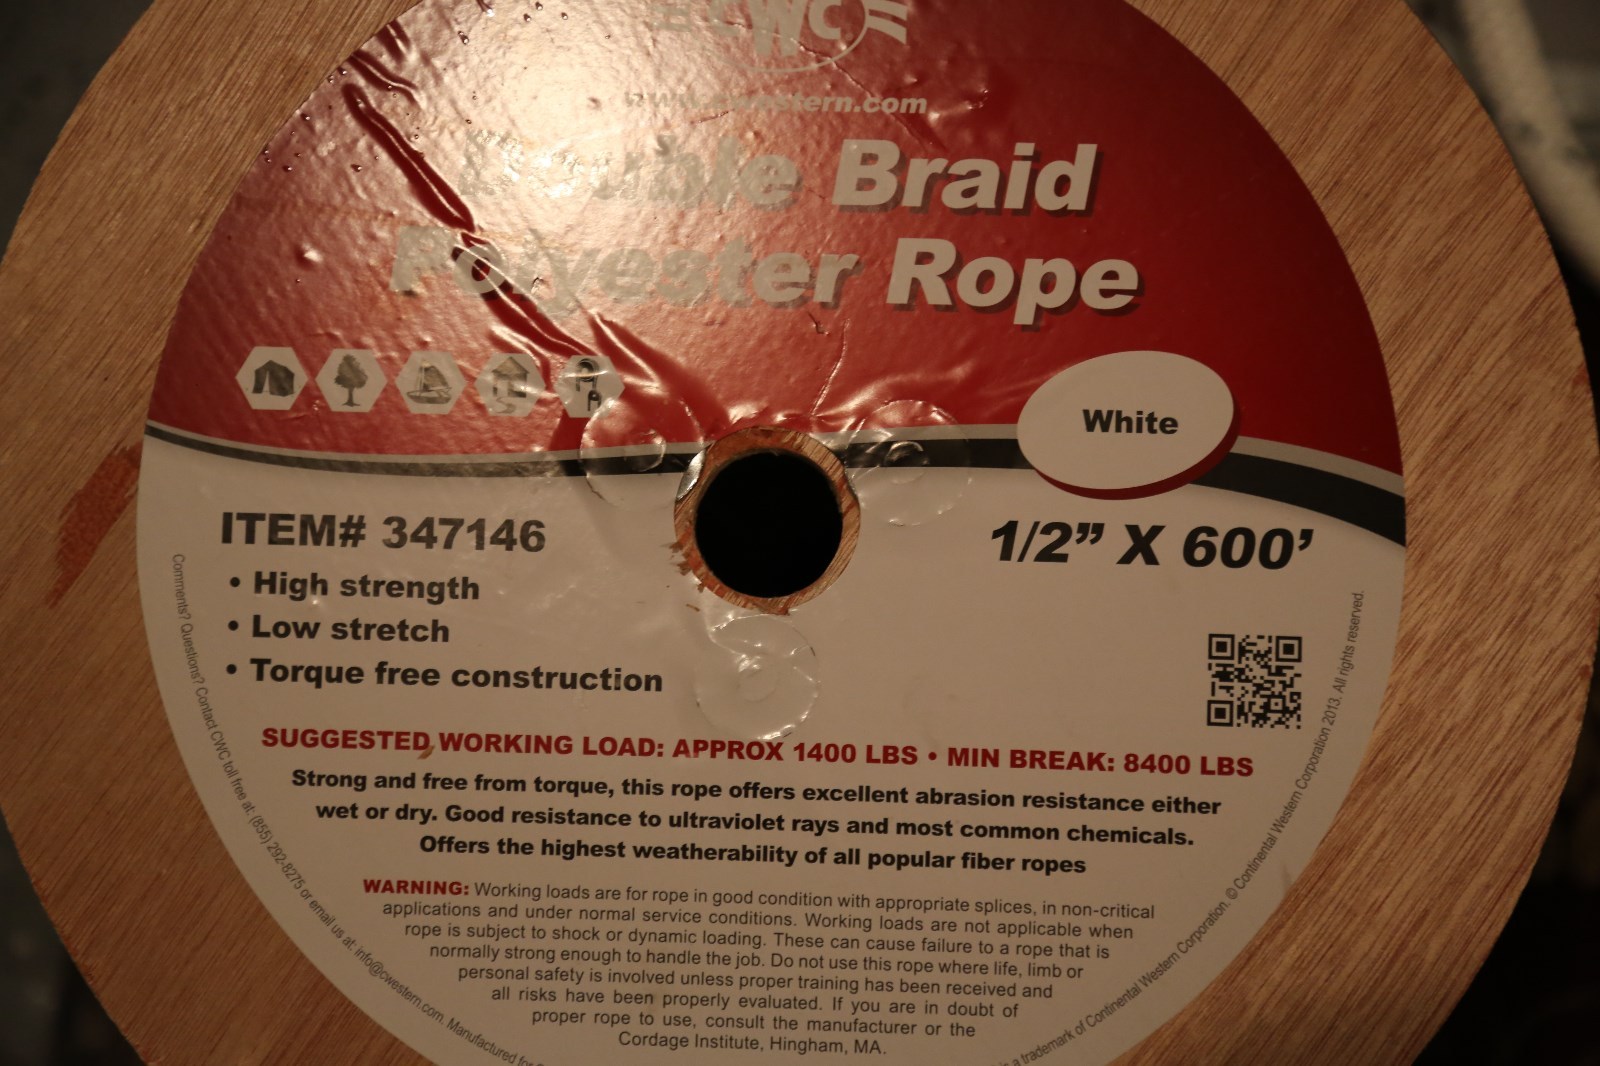 CWC
www.cwestern.com
Double Braid
Polyester Rope
White
ITEM# 347146
1/2” X 600’
• High strength
• Low stretch
• Torque free construction
SUGGESTED WORKING LOAD: APPROX 1400 LBS • MIN BREAK: 8400 LBS
Strong and free from torque, this rope offers excellent abrasion resistance either
wet or dry. Good resistance to ultraviolet rays and most common chemicals.
Offers the highest weatherability of all popular fiber ropes
WARNING: Working loads are for rope in good condition with appropriate splices, in non-critical
applications and under normal service conditions. Working loads are not applicable when
rope is subject to shock or dynamic loading. These can cause failure to a rope that is
normally strong enough to handle the job. Do not use this rope where life, limb or
personal safety is involved unless proper training has been received and
all risks have been properly evaluated. If you are in doubt of
proper rope to use, consult the manufacturer or the
Cordage Institute, Hingham, MA.
Comments? Questions? Contact CWC toll free at: (855) 292-8275 or email us at: info@cwestern.com. Manufactured
is a trademark of Continental Western Corporation. © Continental Western Corporation 2013. All rights reserved.